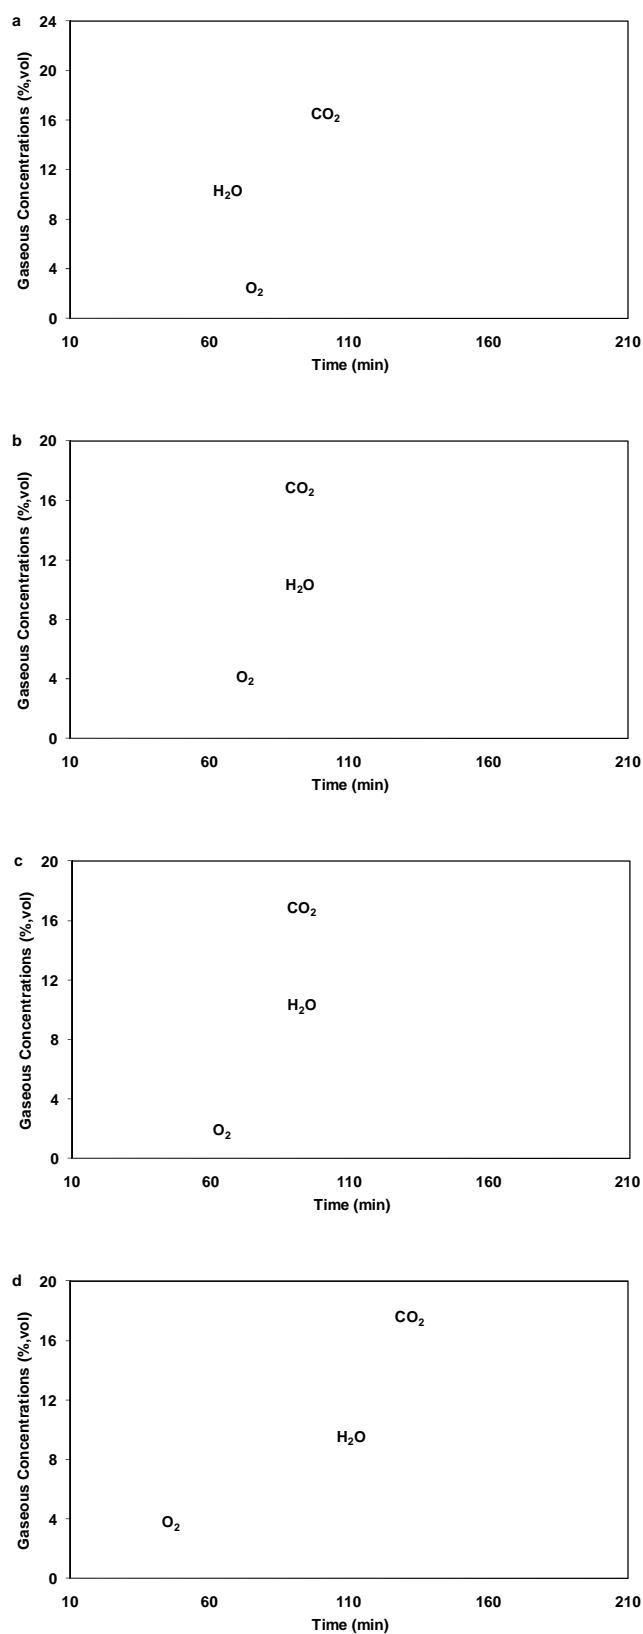 a
Gaseous Concentrations (%,vol)
24
20
16
12
8
4
0
CO₂
H₂O
O₂
10 60 110 160 210
Time (min)
b
Gaseous Concentrations (%,vol)
20
16
12
8
4
0
CO₂
H₂O
O₂
10 60 110 160 210
Time (min)
c
Gaseous Concentrations (%,vol)
20
16
12
8
4
0
CO₂
H₂O
O₂
10 60 110 160 210
Time (min)
d
Gaseous Concentrations (%,vol)
20
16
12
8
4
0
CO₂
H₂O
O₂
10 60 110 160 210
Time (min)